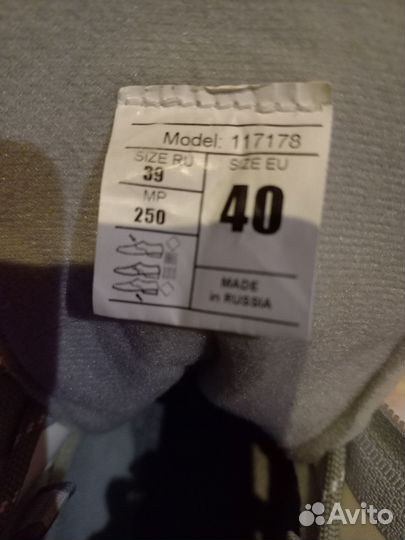 Model: 117178
SIZE RU
39
MP
250
SIZE EU
40
MADE
in RUSSIA
Avito